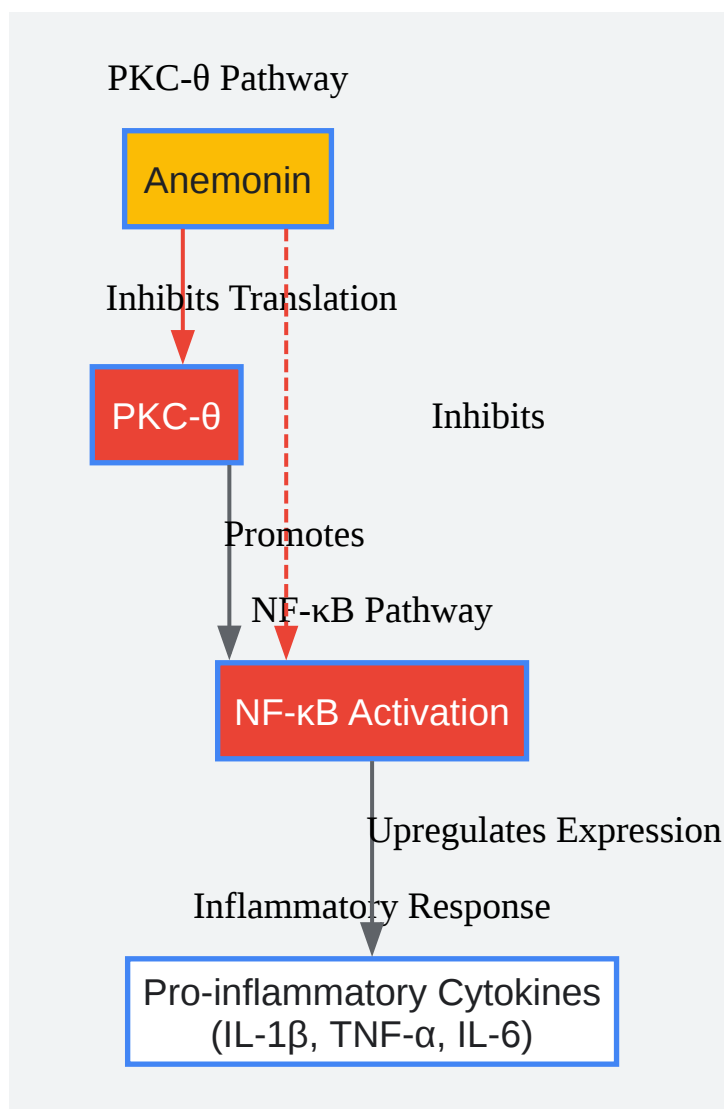 PKC-θ Pathway
Anemonin
Inhibits Translation
PKC-θ
Inhibits
Promotes
NF-κB Pathway
NF-κB Activation
Upregulates Expression
Inflammatory Response
Pro-inflammatory Cytokines
(IL-1β, TNF-α, IL-6)